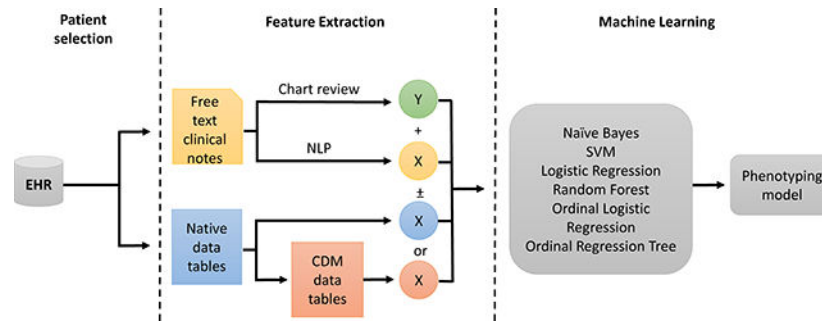 Patient
selection
Feature Extraction
Machine Learning
EHR
Free
text
clinical
notes
Chart review
Y
+
NLP
X
±
Native
data
tables
X
or
CDM
data
tables
X
Naïve Bayes
SVM
Logistic Regression
Random Forest
Ordinal Logistic
Regression
Ordinal Regression Tree
Phenotyping
model